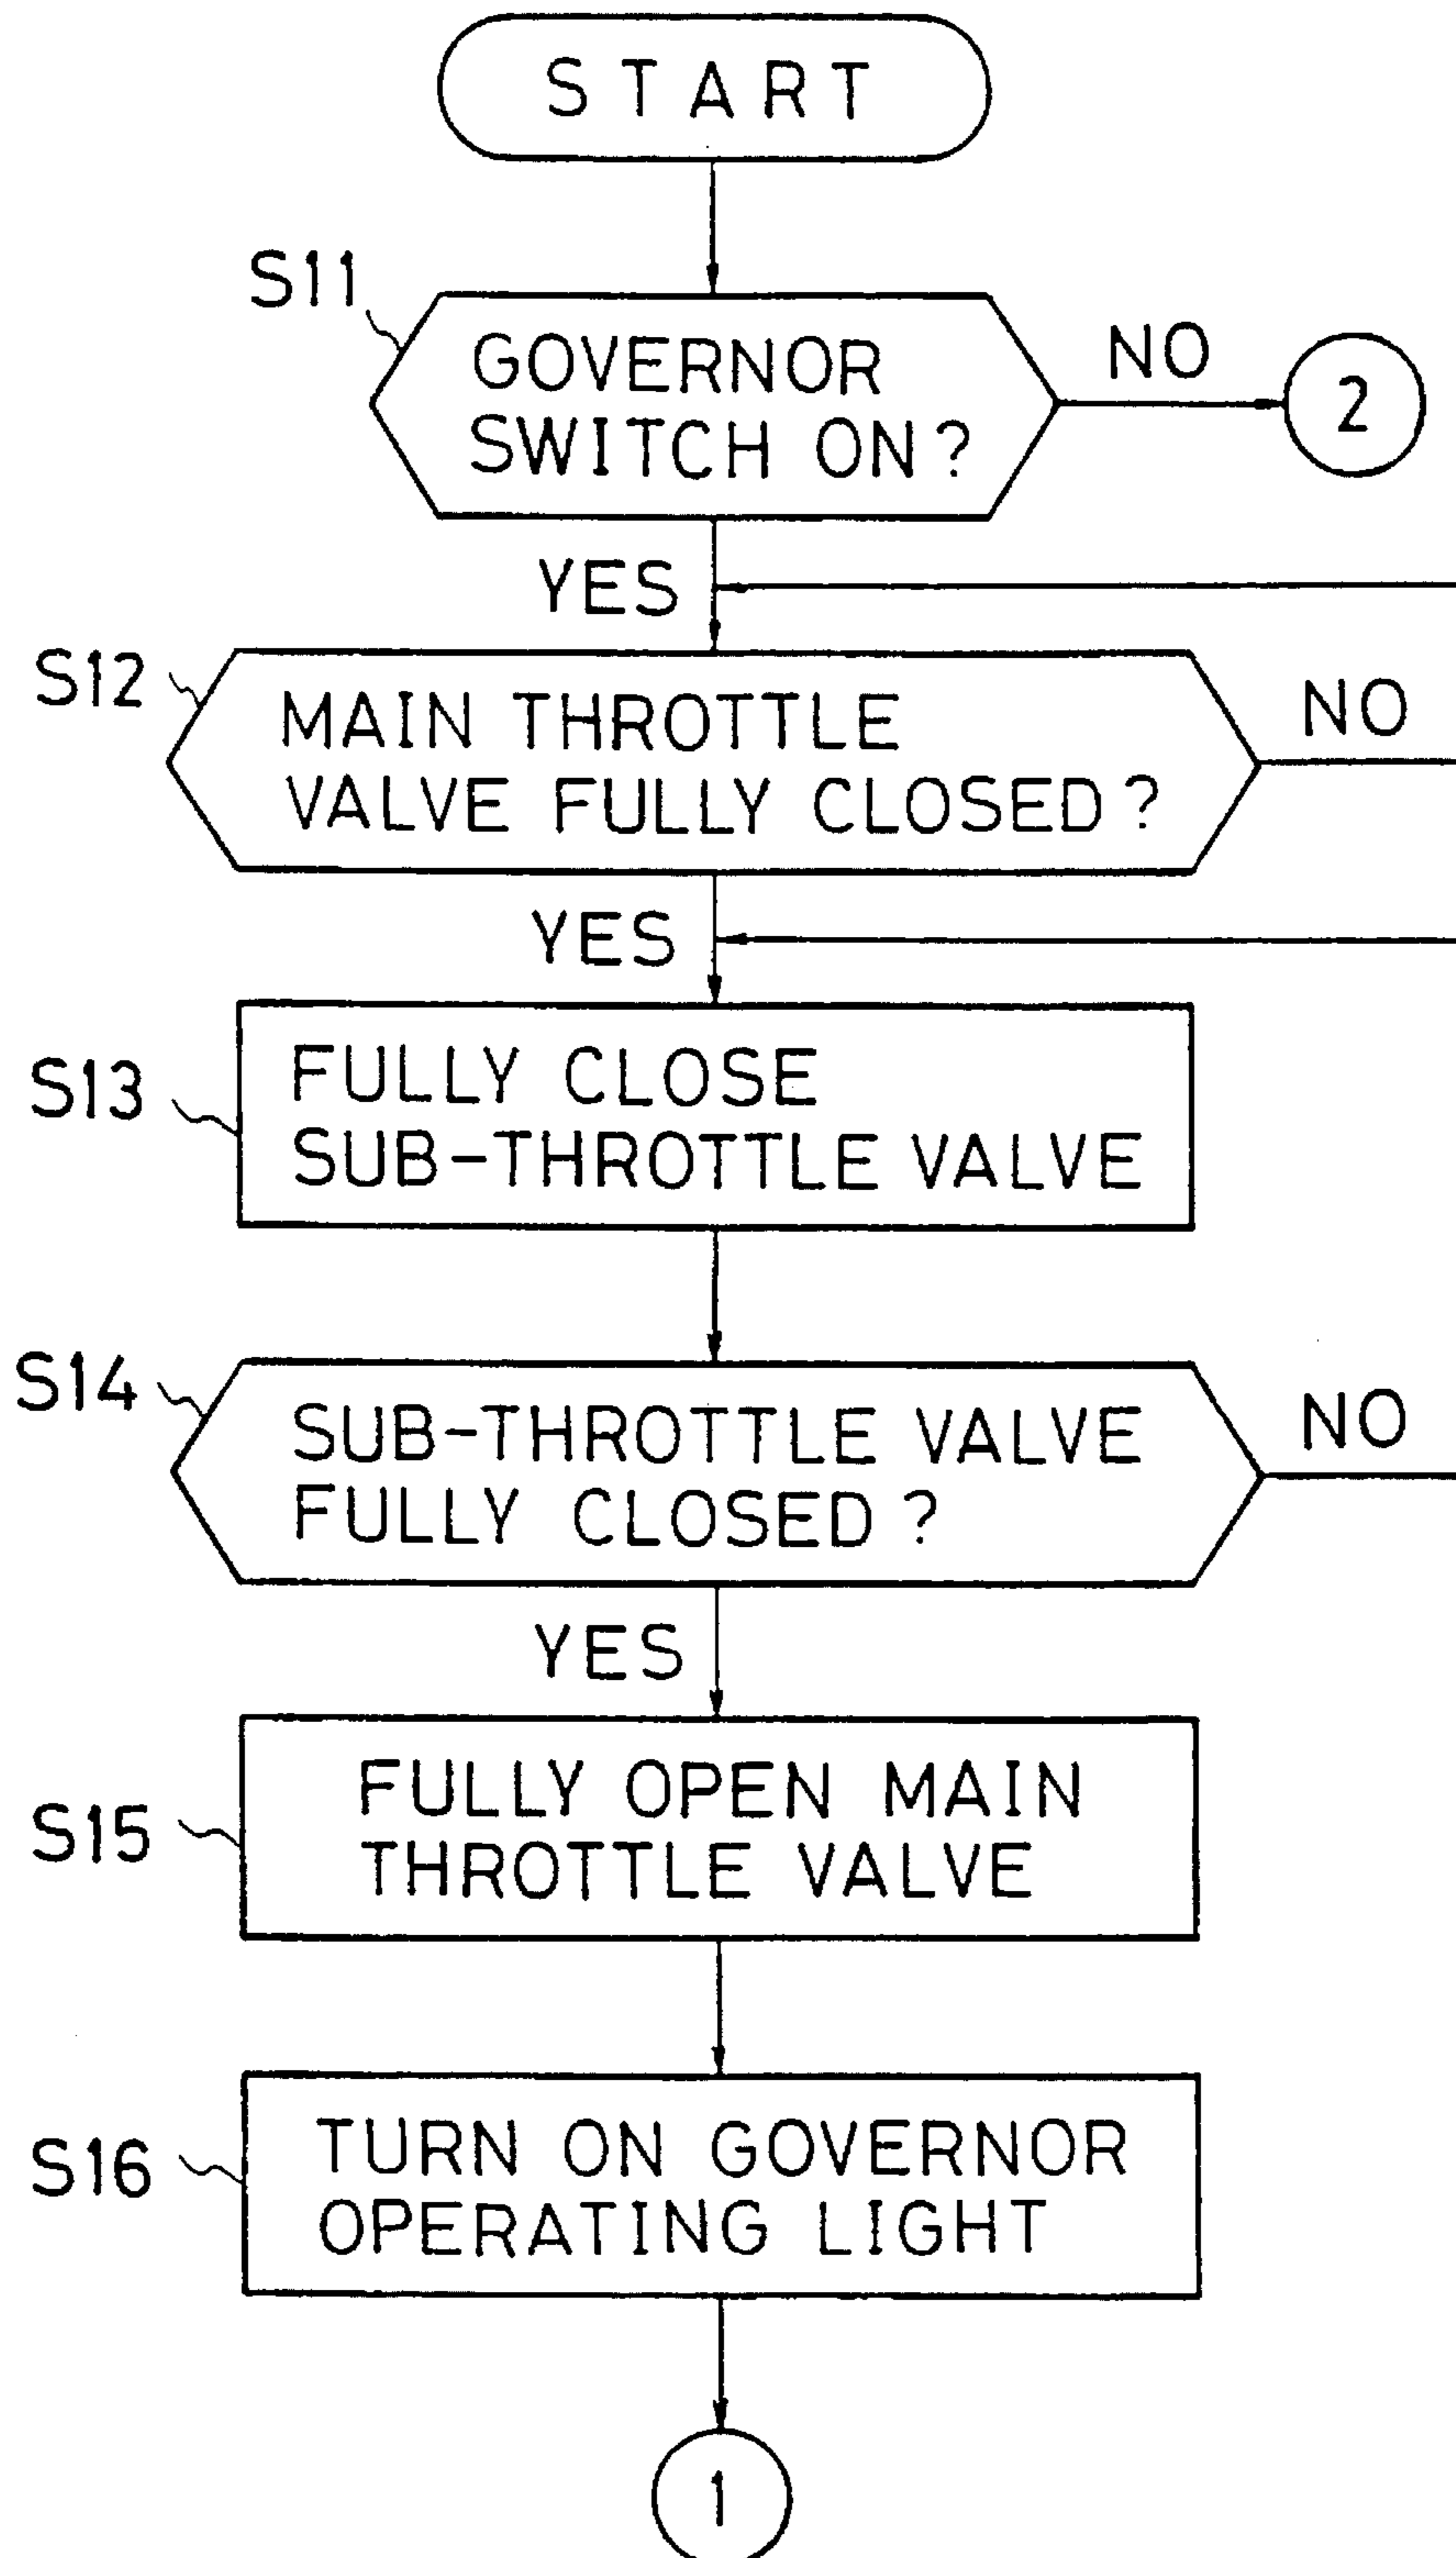 START
S11
GOVERNOR
SWITCH ON?
NO
2
YES
S12
MAIN THROTTLE
VALVE FULLY CLOSED?
NO
YES
S13
FULLY CLOSE
SUB-THROTTLE VALVE
S14
SUB-THROTTLE VALVE
FULLY CLOSED?
NO
YES
S15
FULLY OPEN MAIN
THROTTLE VALVE
S16
TURN ON GOVERNOR
OPERATING LIGHT
1